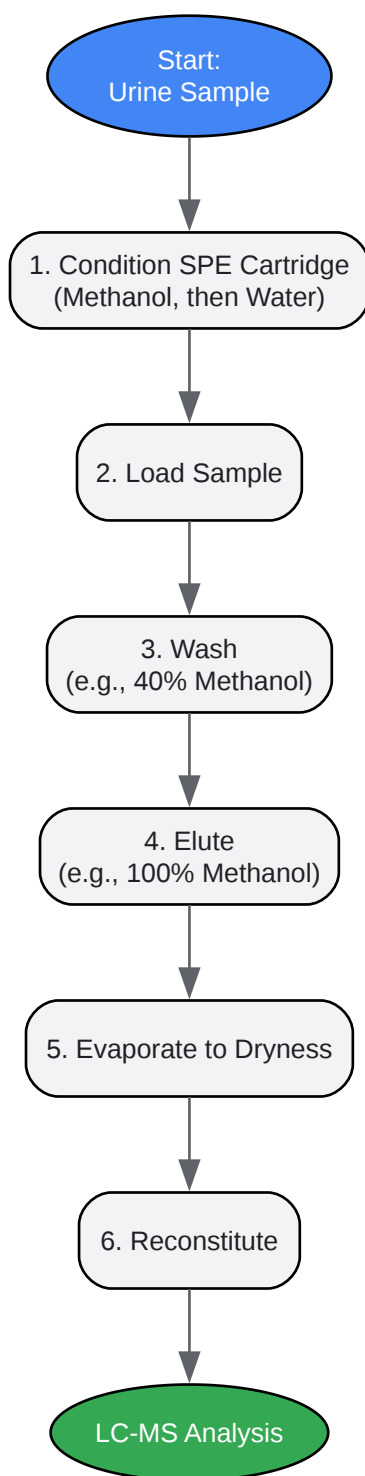 Start:
Urine Sample
1. Condition SPE Cartridge
(Methanol, then Water)
2. Load Sample
3. Wash
(e.g., 40% Methanol)
4. Elute
(e.g., 100% Methanol)
5. Evaporate to Dryness
6. Reconstitute
LC-MS Analysis